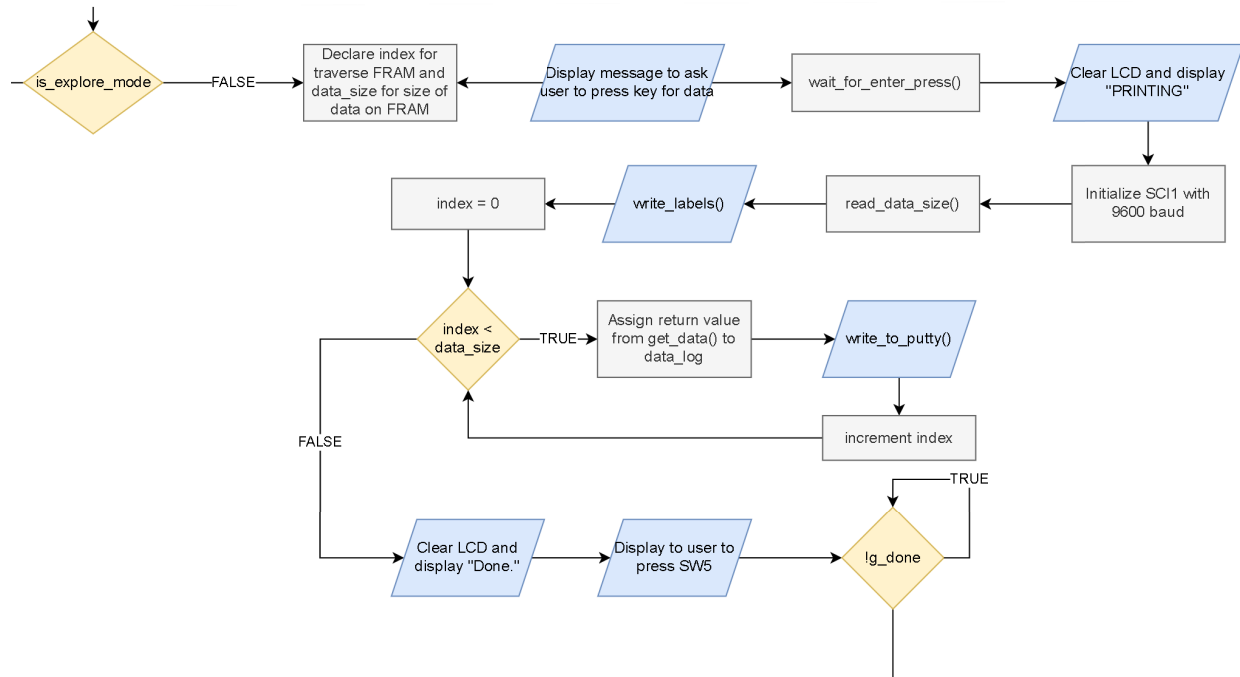 is_explore_mode
FALSE
Declare index for
traverse FRAM and
data_size for size of
data on FRAM
Display message to ask
user to press key for data
wait_for_enter_press()
Clear LCD and display
"PRINTING"
index = 0
write_labels()
read_data_size()
Initialize SCI1 with
9600 baud
index <
data_size
TRUE
Assign return value
from get_data() to
data_log
write_to_putty()
increment index
FALSE
Clear LCD and
display "Done."
Display to user to
press SW5
!g_done
TRUE